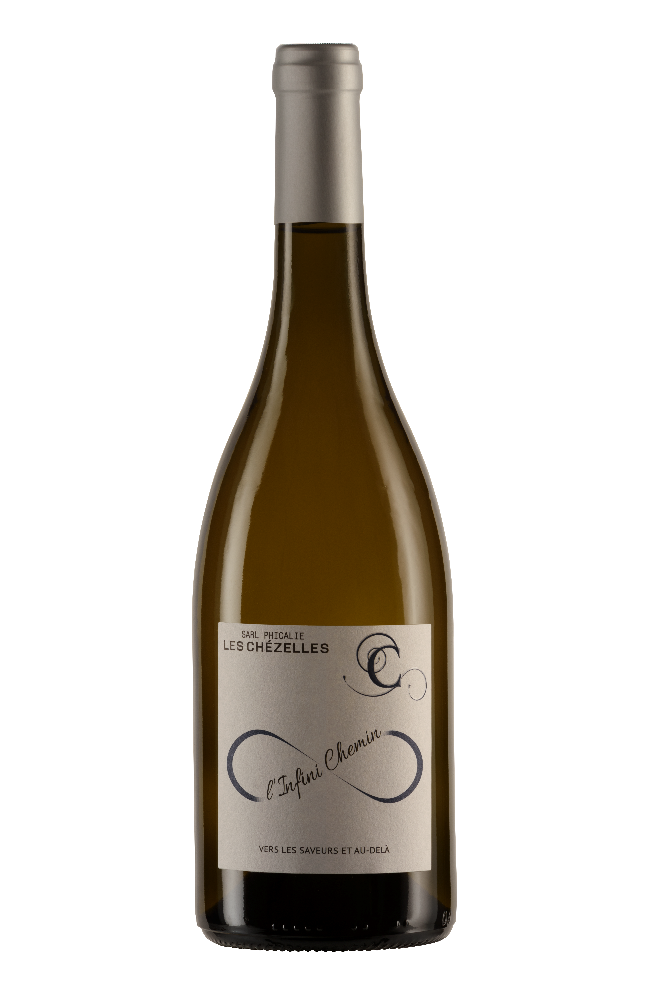 SARL PHICALIE
LES CHÉZELLES
C
l'Infini Chemin
VERS LES SAVEURS ET AU-DELÀ